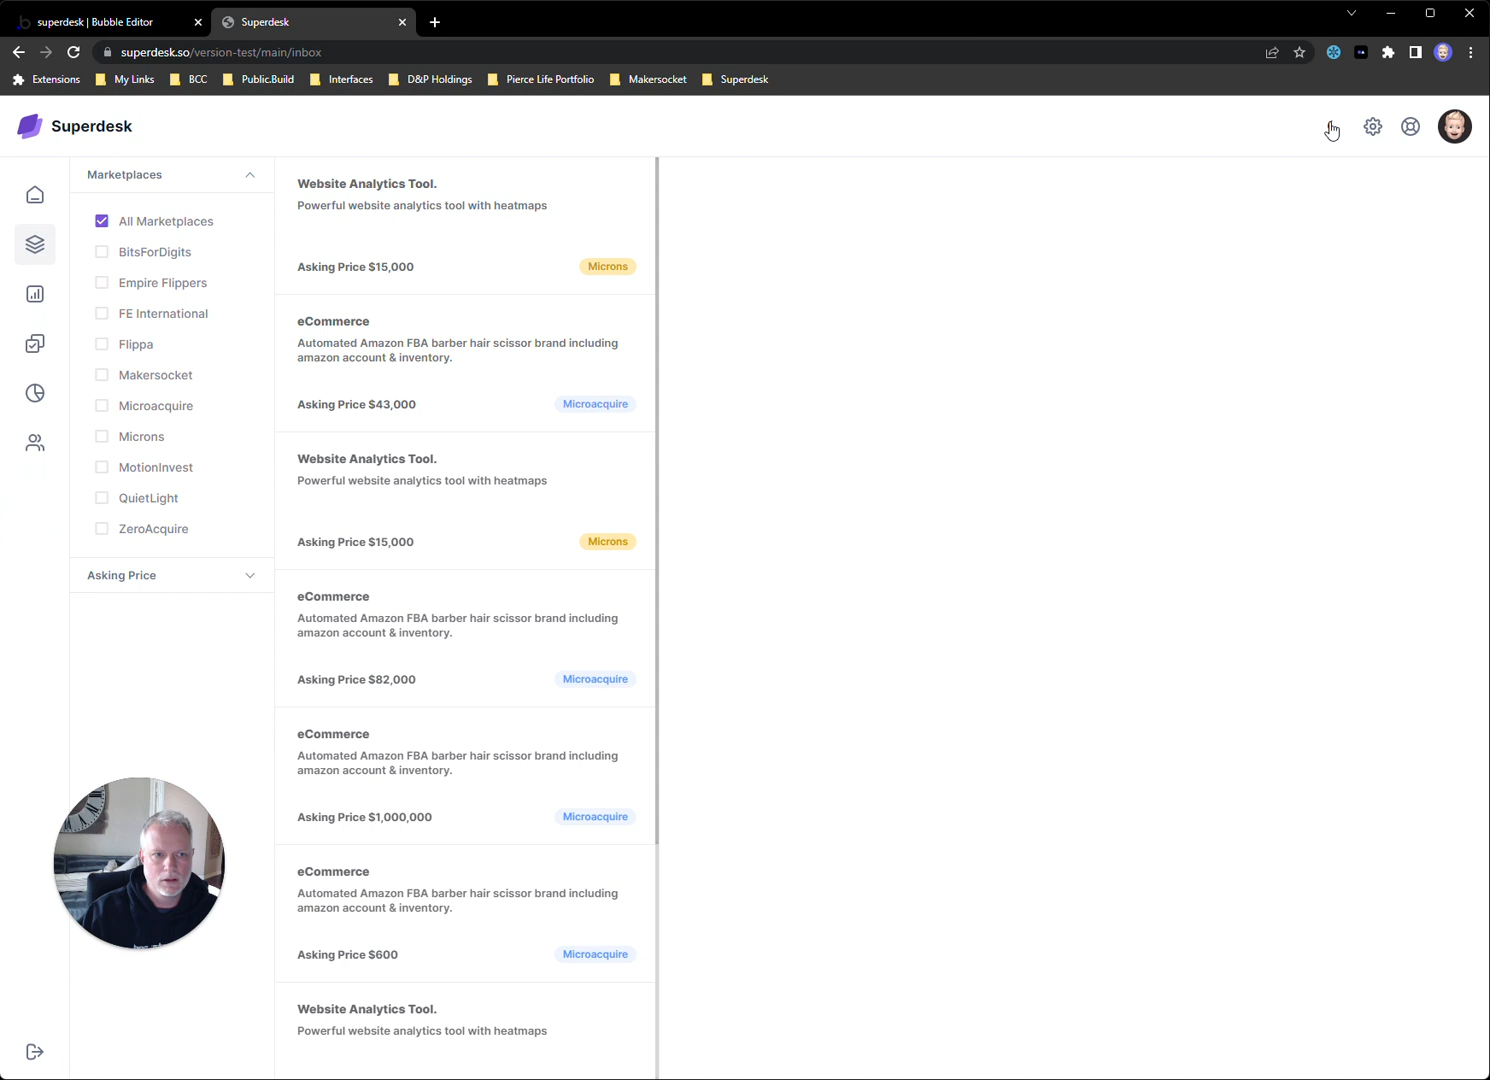 superdesk | Bubble Editor
Superdesk
superdesk.so/version-test/main/inbox
Extensions My Links BCC Public.Build Interfaces D&P Holdings Pierce Life Portfolio Makersocket Superdesk
Superdesk
Marketplaces
All Marketplaces
BitsForDigits
Empire Flippers
FE International
Flippa
Makersocket
Microacquire
Microns
MotionInvest
QuietLight
ZeroAcquire
Asking Price
Website Analytics Tool.
Powerful website analytics tool with heatmaps
Asking Price $15,000 Microns
eCommerce
Automated Amazon FBA barber hair scissor brand including
amazon account & inventory.
Asking Price $43,000 Microacquire
Website Analytics Tool.
Powerful website analytics tool with heatmaps
Asking Price $15,000 Microns
eCommerce
Automated Amazon FBA barber hair scissor brand including
amazon account & inventory.
Asking Price $82,000 Microacquire
eCommerce
Automated Amazon FBA barber hair scissor brand including
amazon account & inventory.
Asking Price $1,000,000 Microacquire
eCommerce
Automated Amazon FBA barber hair scissor brand including
amazon account & inventory.
Asking Price $600 Microacquire
Website Analytics Tool.
Powerful website analytics tool with heatmaps